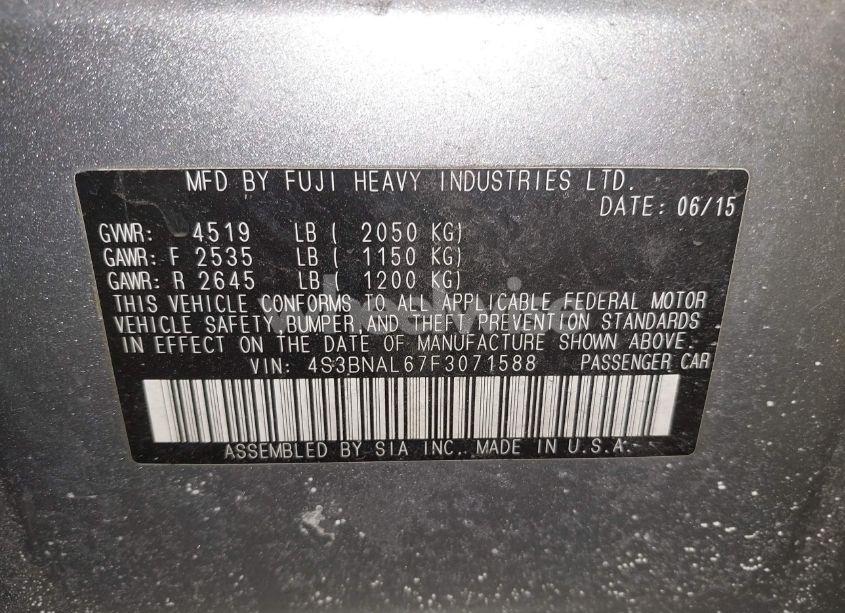 MFD BY FUJI HEAVY INDUSTRIES LTD.
DATE: 06/15
GVWR: 4519 LB ( 2050 KG)
GAWR: F 2535 LB ( 1150 KG)
GAWR: R 2645 LB ( 1200 KG)
THIS VEHICLE CONFORMS TO ALL APPLICABLE FEDERAL MOTOR
VEHICLE SAFETY, BUMPER, AND THEFT PREVENTION STANDARDS
IN EFFECT ON THE DATE OF MANUFACTURE SHOWN ABOVE.
VIN: 4S3BNAL67F3071588 PASSENGER CAR
ASSEMBLED BY SIA INC. MADE IN U.S.A.